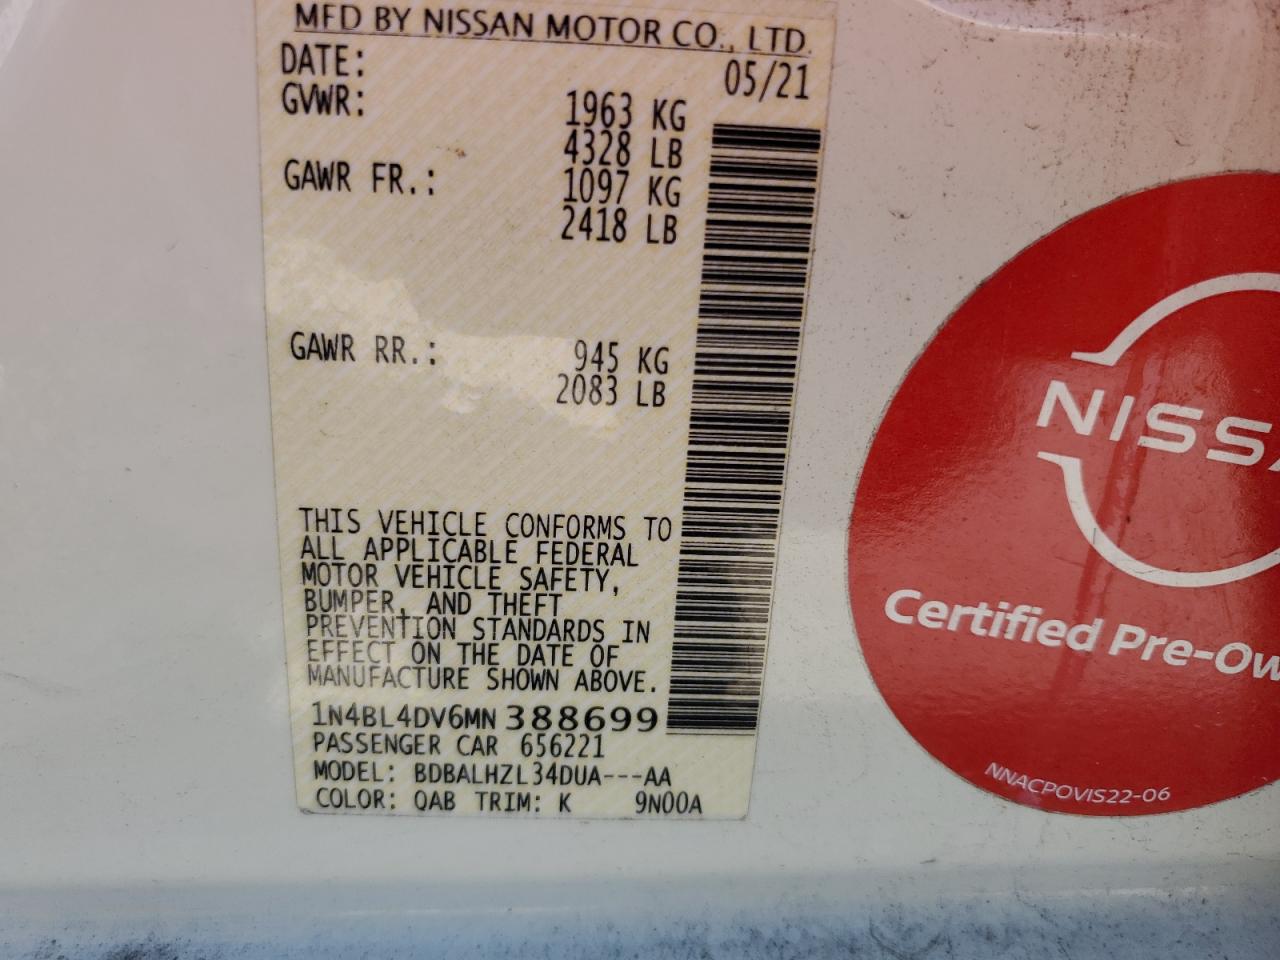 MFD BY NISSAN MOTOR CO., LTD.
DATE: 05/21
GVWR: 1963 KG
4328 LB
GAWR FR.: 1097 KG
2418 LB
GAWR RR.: 945 KG
2083 LB
THIS VEHICLE CONFORMS TO
ALL APPLICABLE FEDERAL
MOTOR VEHICLE SAFETY,
BUMPER, AND THEFT
PREVENTION STANDARDS IN
EFFECT ON THE DATE OF
MANUFACTURE SHOWN ABOVE.
1N4BL4DV6MN388699
PASSENGER CAR 656221
MODEL: BDBALHZL34DUA---AA
COLOR: QAB TRIM: K 9N00A
NISSA
Certified Pre-Ow
NNACPOVIS22-06